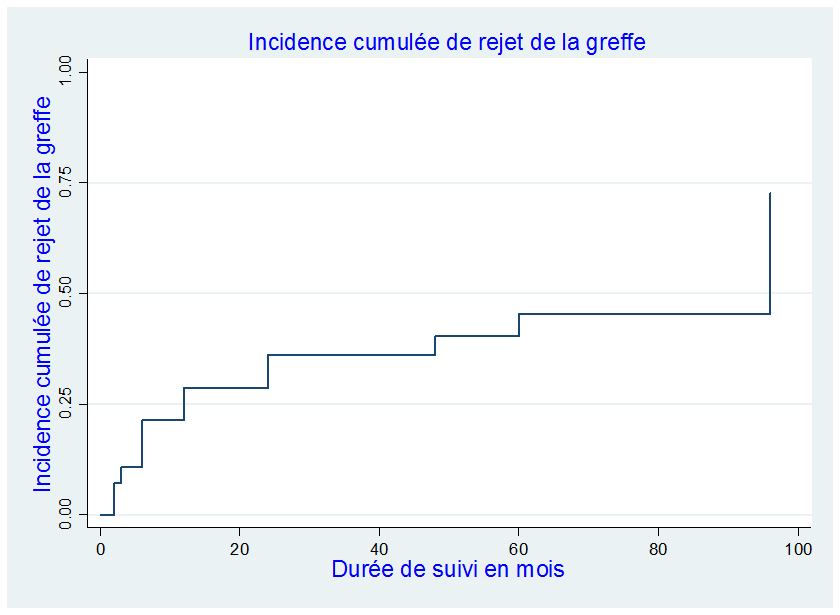 Incidence cumulée de rejet de la greffe
Incidence cumulée de rejet de la greffe
1.00
0.75
0.50
0.25
0.00
0 20 40 60 80 100
Durée de suivi en mois